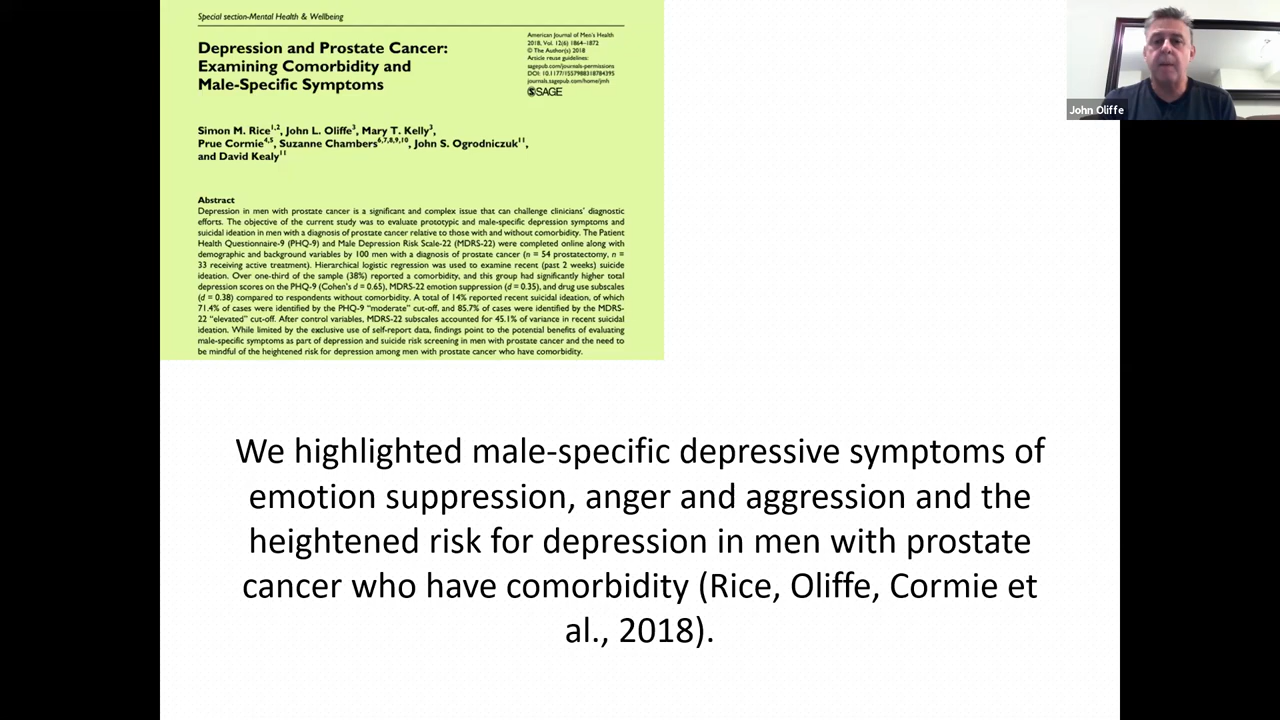 Special section-Mental Health & Wellbeing
Depression and Prostate Cancer:
Examining Comorbidity and
Male-Specific Symptoms
American Journal of Men's Health
2018, Vol. 12(6) 1864–1872
© The Author(s) 2018
Article reuse guidelines:
sagepub.com/journals-permissions
DOI: 10.1177/1557988318784395
journals.sagepub.com/home/jmh
SAGE
Simon M. Rice1,2, John L. Oliffe3, Mary T. Kelly3,
Prue Cormie4,5, Suzanne Chambers6,7,8,9,10, John S. Ogrodniczuk11,
and David Kealy11
Abstract
Depression in men with prostate cancer is a significant and complex issue that can challenge clinicians' diagnostic
efforts. The objective of the current study was to evaluate prototypic and male-specific depression symptoms and
suicidal ideation in men with a diagnosis of prostate cancer relative to those with and without comorbidity. The Patient
Health Questionnaire-9 (PHQ-9) and Male Depression Risk Scale-22 (MDRS-22) were completed online along with
demographic and background variables by 100 men with a diagnosis of prostate cancer (n = 54 prostatectomy, n =
33 receiving active treatment). Hierarchical logistic regression was used to examine recent (past 2 weeks) suicide
ideation. Over one-third of the sample (38%) reported a comorbidity, and this group had significantly higher total
depression scores on the PHQ-9 (Cohen's d = 0.65), MDRS-22 emotion suppression (d = 0.35), and drug use subscales
(d = 0.38) compared to respondents without comorbidity. A total of 14% reported recent suicidal ideation, of which
71.4% of cases were identified by the PHQ-9 "moderate" cut-off, and 85.7% of cases were identified by the MDRS-
22 "elevated" cut-off. After control variables, MDRS-22 subscales accounted for 45.1% of variance in recent suicidal
ideation. While limited by the exclusive use of self-report data, findings point to the potential benefits of evaluating
male-specific symptoms as part of depression and suicide risk screening in men with prostate cancer and the need to
be mindful of the heightened risk for depression among men with prostate cancer who have comorbidity.
John Oliffe
We highlighted male-specific depressive symptoms of
emotion suppression, anger and aggression and the
heightened risk for depression in men with prostate
cancer who have comorbidity (Rice, Oliffe, Cormie et
al., 2018).